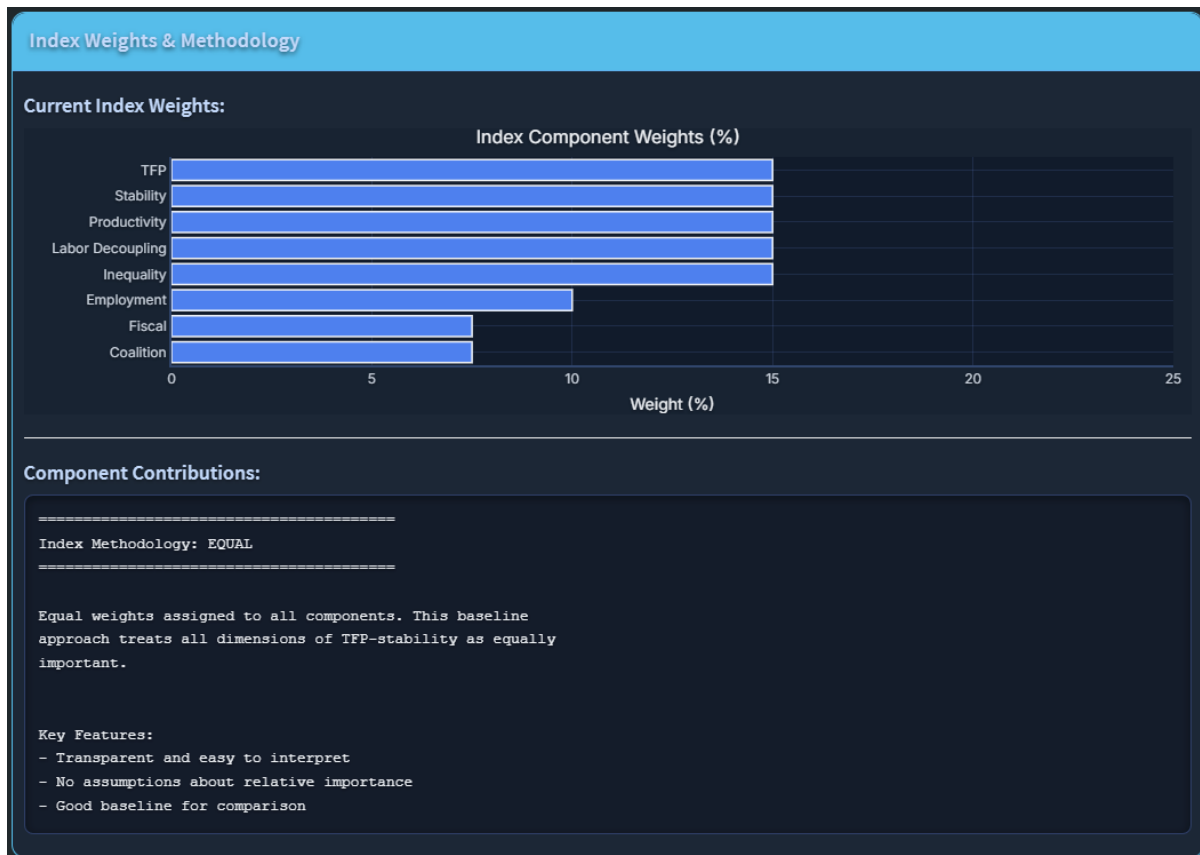 Index Weights & Methodology
Current Index Weights:
Index Component Weights (%)
TFP
Stability
Productivity
Labor Decoupling
Inequality
Employment
Fiscal
Coalition
0 5 10 15 20 25
Weight (%)
Component Contributions:
========================================
Index Methodology: EQUAL
========================================
Equal weights assigned to all components. This baseline
approach treats all dimensions of TFP-stability as equally
important.
Key Features:
- Transparent and easy to interpret
- No assumptions about relative importance
- Good baseline for comparison